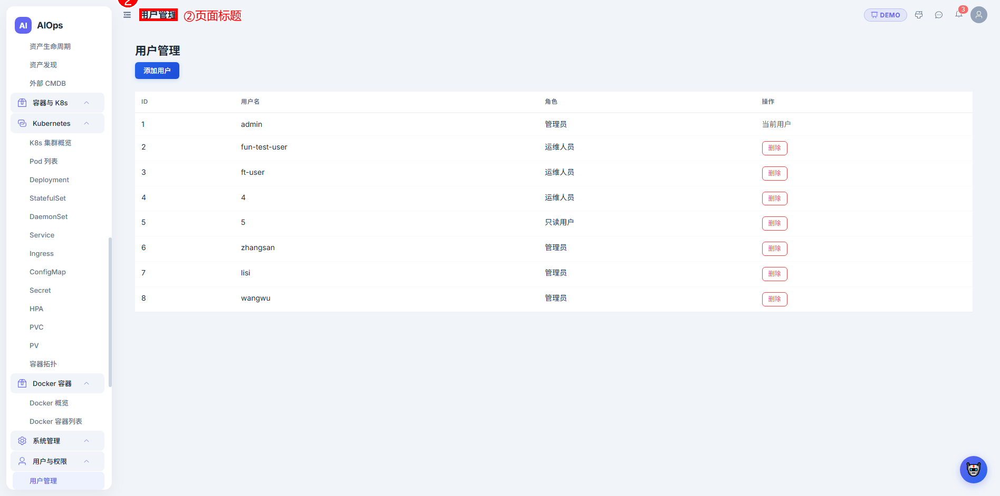 AI AIOps
资产生命周期
资产发现
外部 CMDB
容器与 K8s
Kubernetes
K8s 集群概览
Pod 列表
Deployment
StatefulSet
DaemonSet
Service
Ingress
ConfigMap
Secret
HPA
PVC
PV
容器拓扑
Docker 容器
Docker 概览
Docker 容器列表
系统管理
用户与权限
用户管理
2
用户管理 ②页面标题
DEMO 3
用户管理
添加用户
ID 用户名 角色 操作
1 admin 管理员 当前用户
2 fun-test-user 运维人员 删除
3 ft-user 运维人员 删除
4 4 运维人员 删除
5 5 只读用户 删除
6 zhangsan 管理员 删除
7 lisi 管理员 删除
8 wangwu 管理员 删除